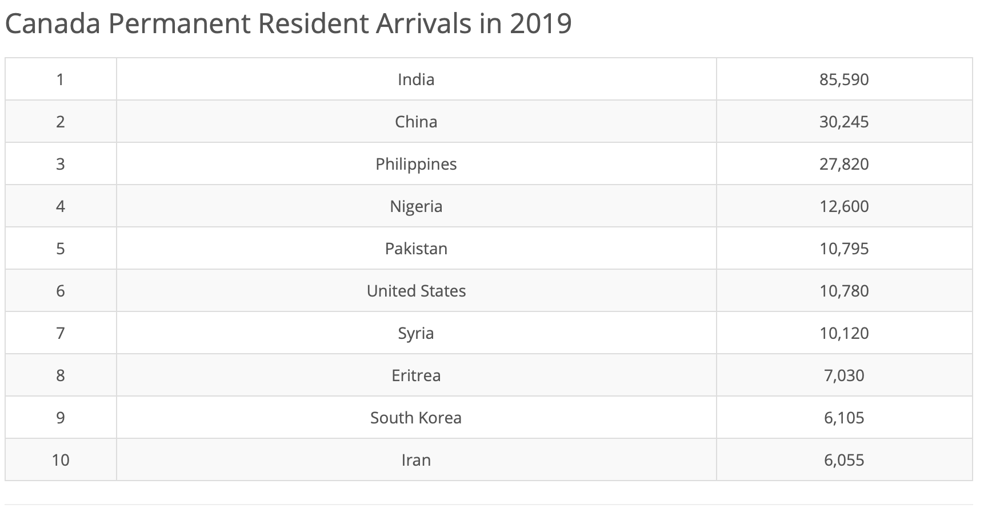 Canada Permanent Resident Arrivals in 2019
1 India 85,590
2 China 30,245
3 Philippines 27,820
4 Nigeria 12,600
5 Pakistan 10,795
6 United States 10,780
7 Syria 10,120
8 Eritrea 7,030
9 South Korea 6,105
10 Iran 6,055